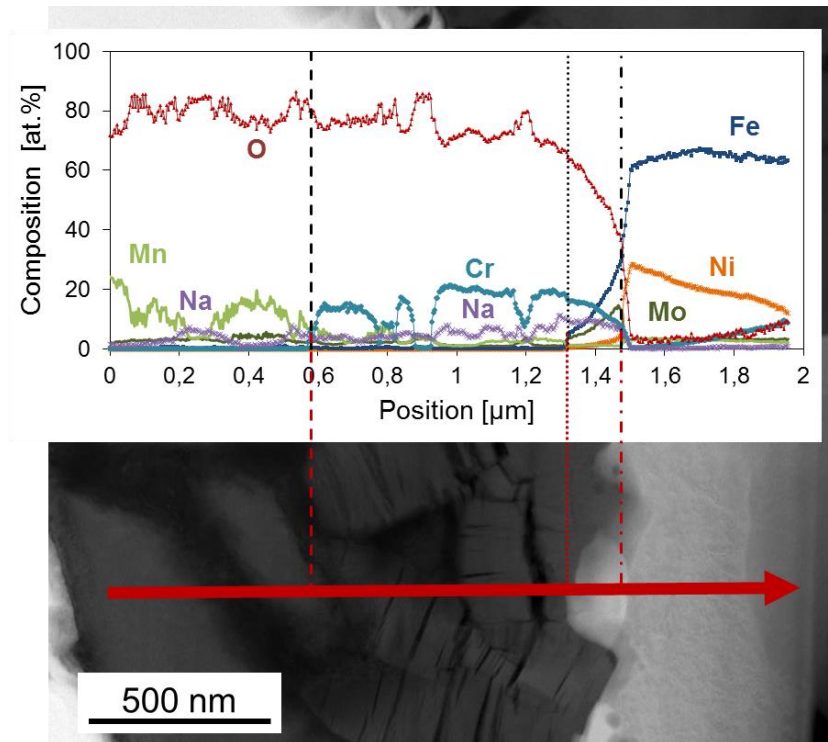 100
80
60
40
20
0
Composition [at.%]
O
Fe
Mn
Na
Cr
Na
Ni
Mo
0 0,2 0,4 0,6 0,8 1 1,2 1,4 1,6 1,8 2
Position [µm]
500 nm